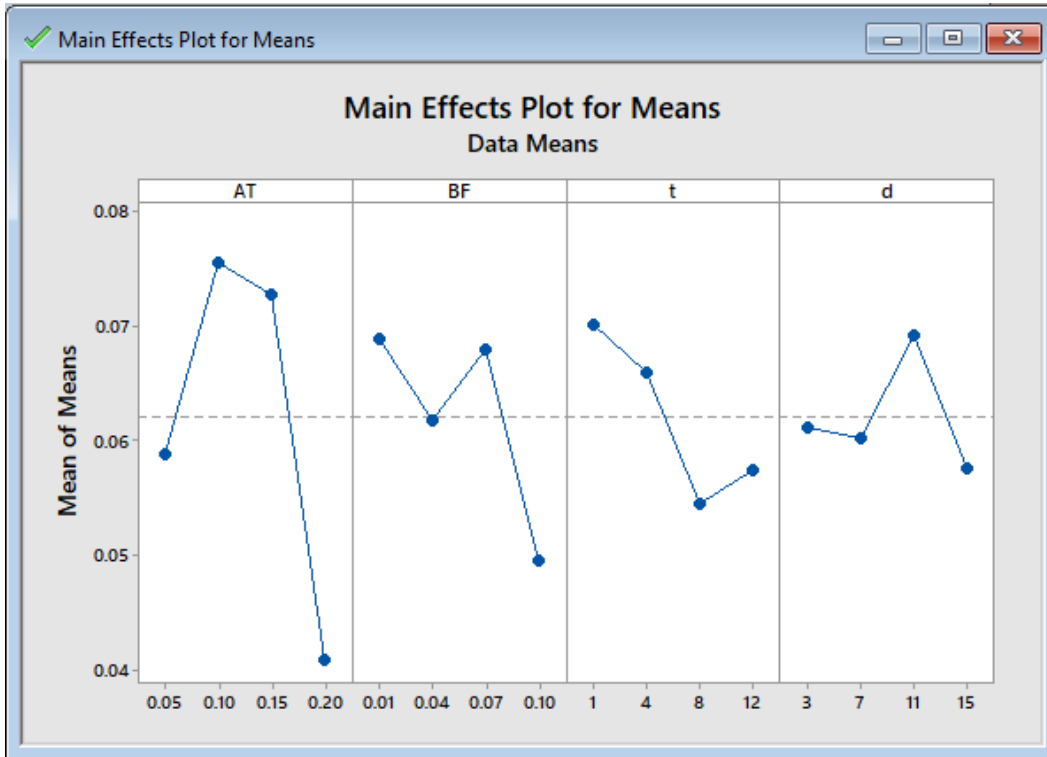 Main Effects Plot for Means
Main Effects Plot for Means
Data Means
AT BF t d
Mean of Means
0.08
0.07
0.06
0.05
0.04
0.05 0.10 0.15 0.20 0.01 0.04 0.07 0.10 1 4 8 12 3 7 11 15